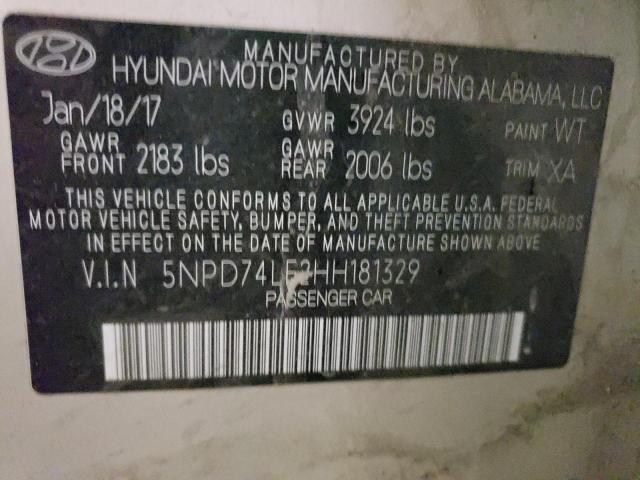 MANUFACTURED BY
HYUNDAI MOTOR MANUFACTURING ALABAMA, LLC
Jan/18/17 GVWR 3924 lbs PAINT WT
GAWR FRONT 2183 lbs GAWR REAR 2006 lbs TRIM XA
THIS VEHICLE CONFORMS TO ALL APPLICABLE U.S.A. FEDERAL
MOTOR VEHICLE SAFETY, BUMPER, AND THEFT PREVENTION STANDARDS
IN EFFECT ON THE DATE OF MANUFACTURE SHOWN ABOVE.
V.I.N 5NPD74LF2HH181329
PASSENGER CAR